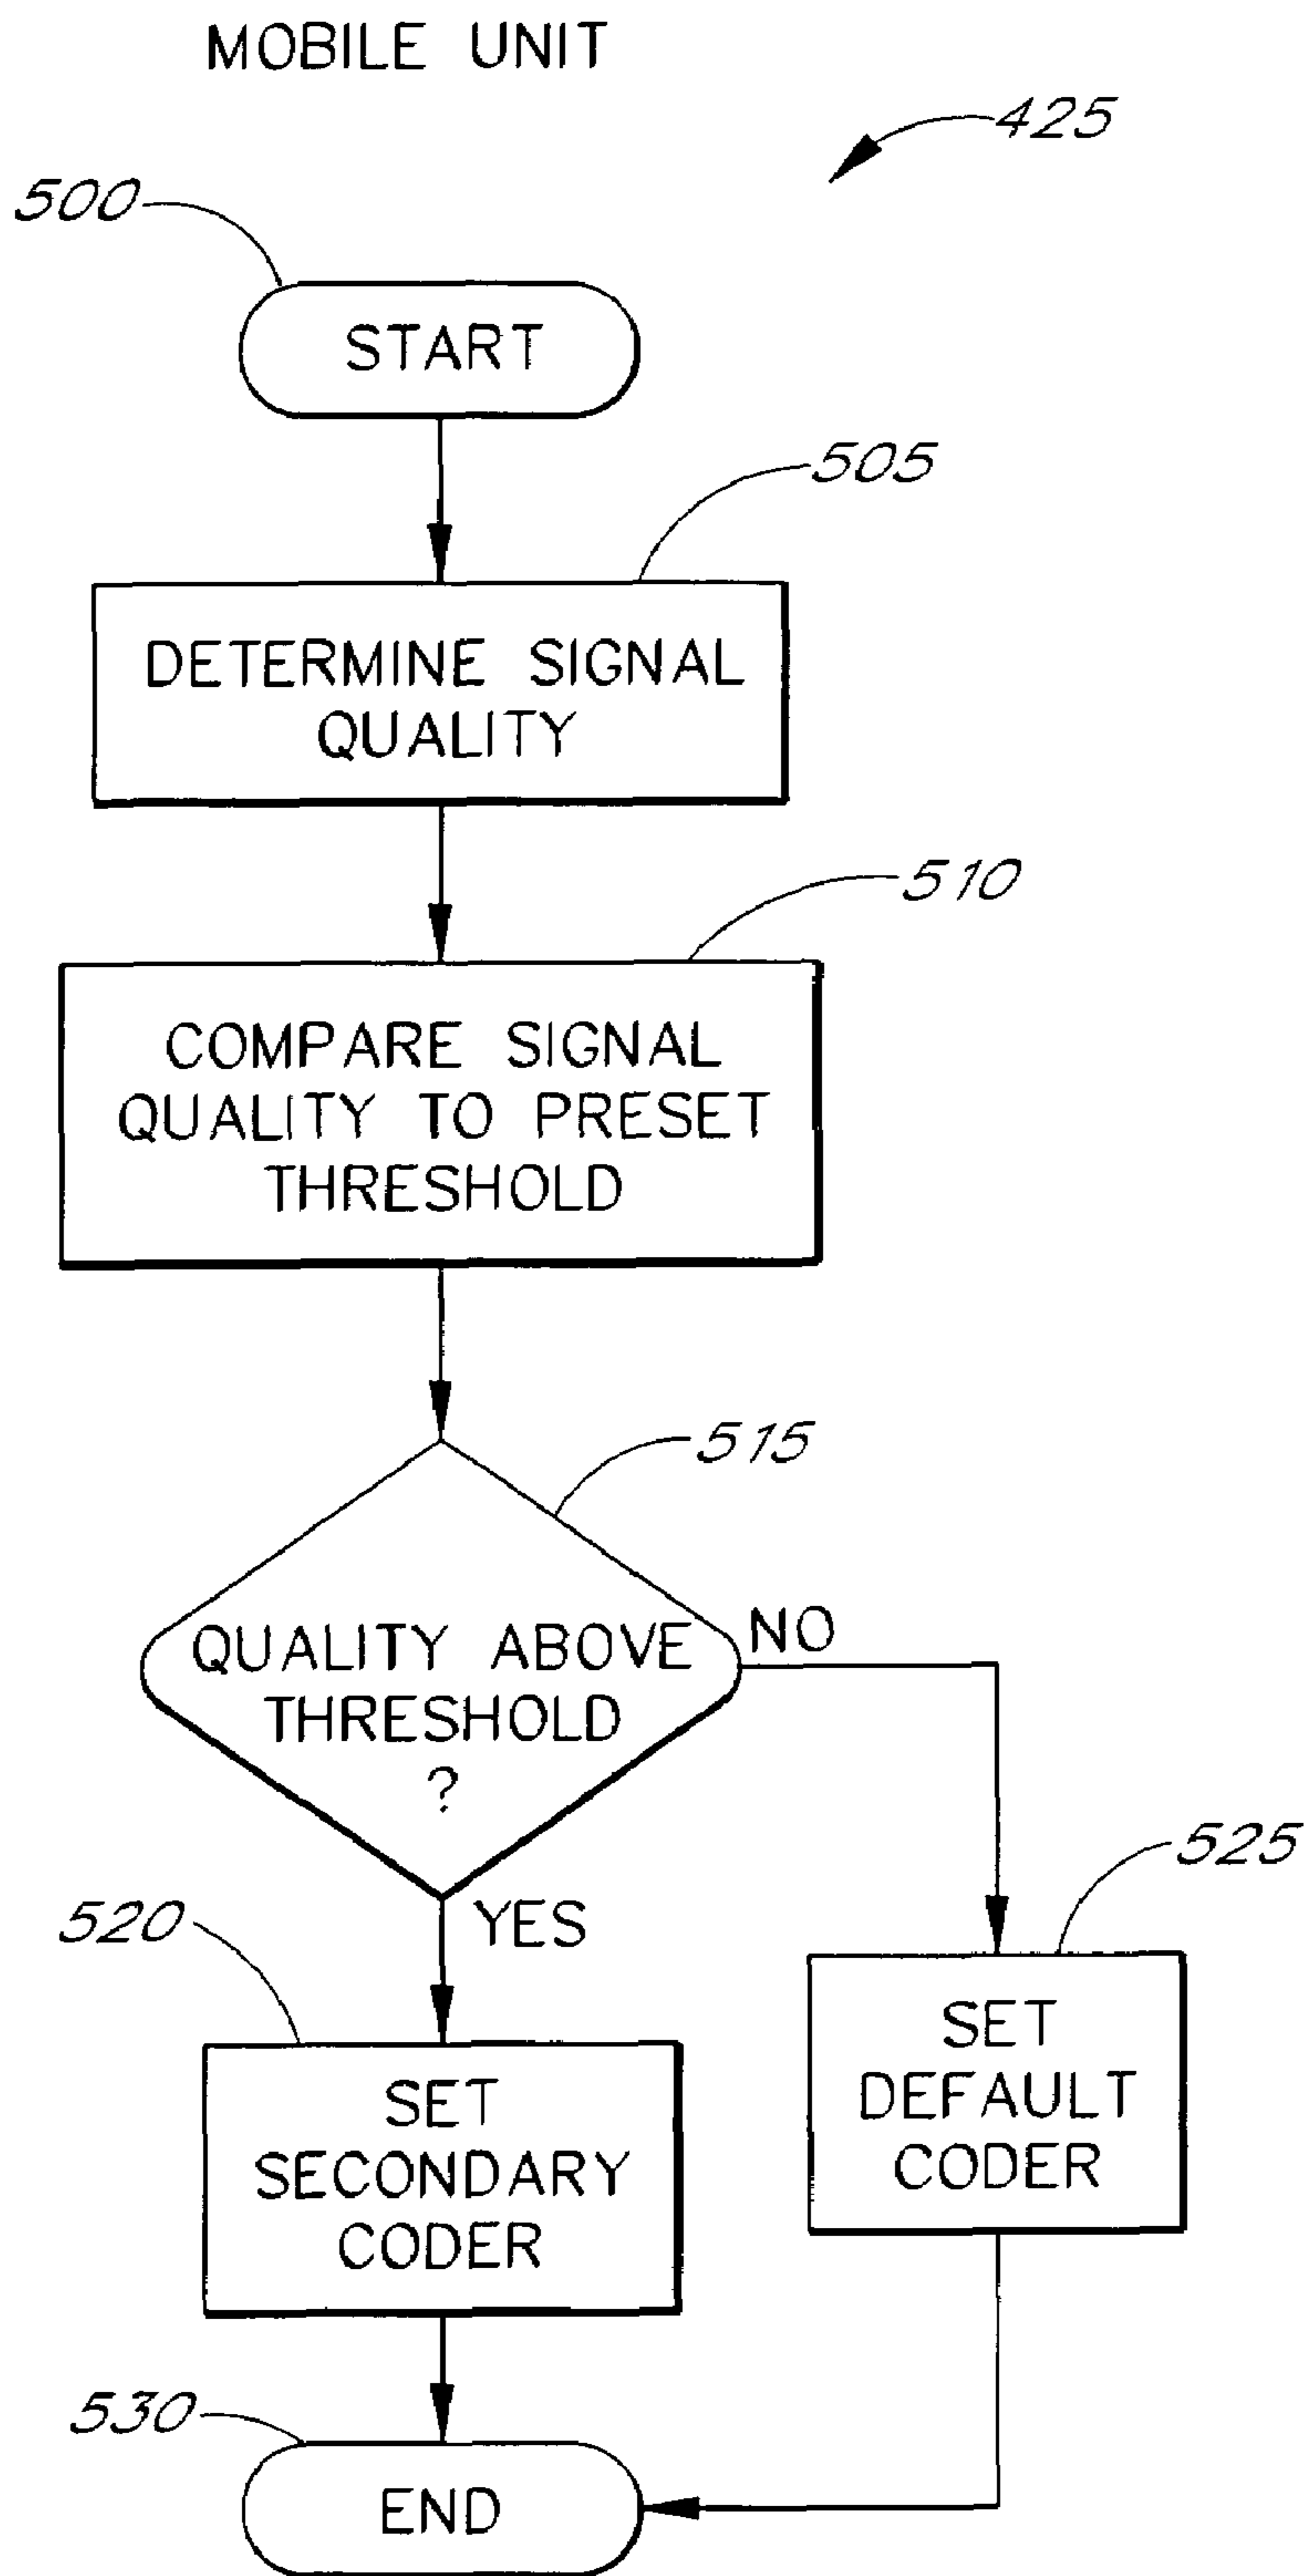 MOBILE UNIT
425
500
START
505
DETERMINE SIGNAL
QUALITY
510
COMPARE SIGNAL
QUALITY TO PRESET
THRESHOLD
515
QUALITY ABOVE
THRESHOLD
?
NO
YES
520
SET
SECONDARY
CODER
525
SET
DEFAULT
CODER
530
END